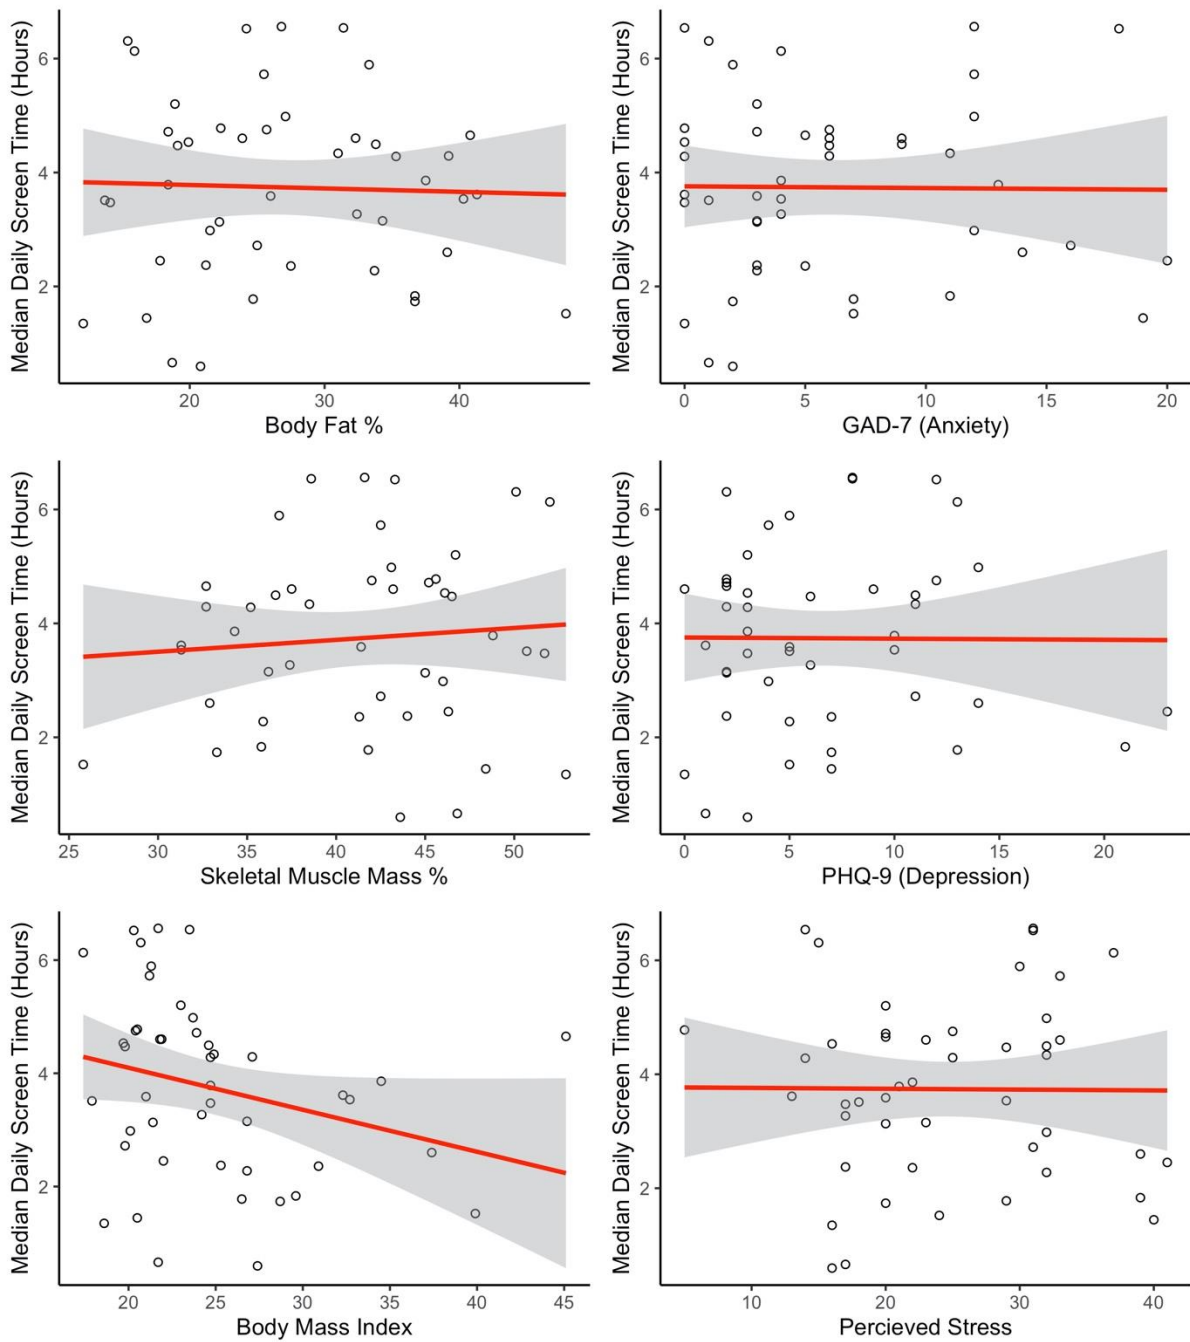 Median Daily Screen Time (Hours)
6
4
2
20 30 40
Body Fat %
Median Daily Screen Time (Hours)
6
4
2
0 5 10 15 20
GAD-7 (Anxiety)
Median Daily Screen Time (Hours)
6
4
2
25 30 35 40 45 50
Skeletal Muscle Mass %
Median Daily Screen Time (Hours)
6
4
2
0 5 10 15 20
PHQ-9 (Depression)
Median Daily Screen Time (Hours)
6
4
2
20 25 30 35 40 45
Body Mass Index
Median Daily Screen Time (Hours)
6
4
2
10 20 30 40
Percieved Stress